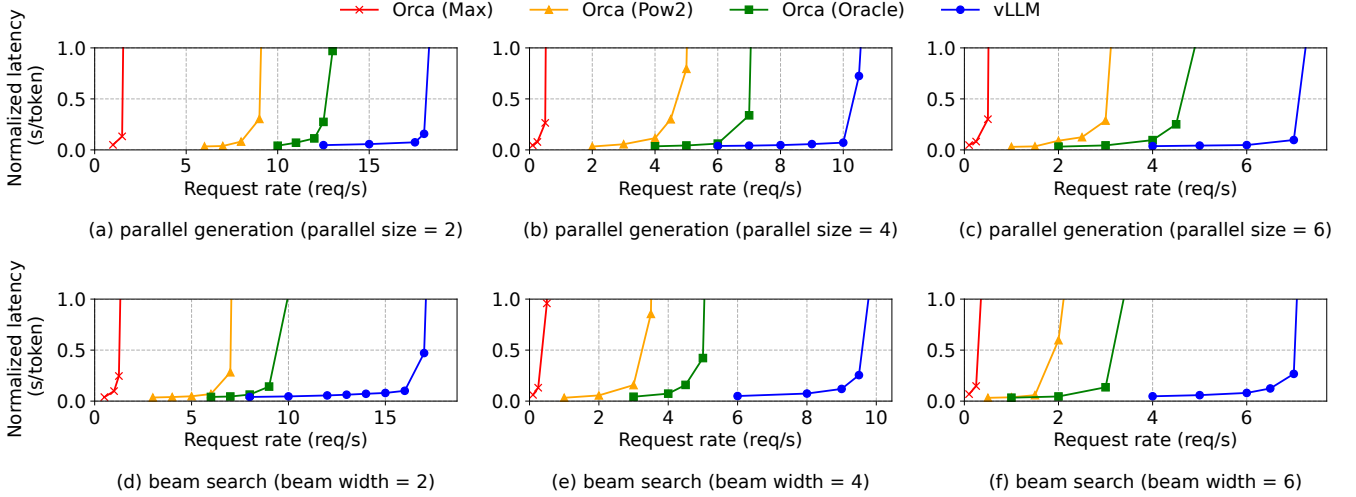 Orca (Max) Orca (Pow2) Orca (Oracle) vLLM
Normalized latency
(s/token)
1.0
0.5
0.0
0 5 10 15
Request rate (req/s)
(a) parallel generation (parallel size = 2)
1.0
0.5
0.0
0 2 4 6 8 10
Request rate (req/s)
(b) parallel generation (parallel size = 4)
1.0
0.5
0.0
0 2 4 6
Request rate (req/s)
(c) parallel generation (parallel size = 6)
Normalized latency
(s/token)
1.0
0.5
0.0
0 5 10 15
Request rate (req/s)
(d) beam search (beam width = 2)
1.0
0.5
0.0
0 2 4 6 8 10
Request rate (req/s)
(e) beam search (beam width = 4)
1.0
0.5
0.0
0 2 4 6
Request rate (req/s)
(f) beam search (beam width = 6)